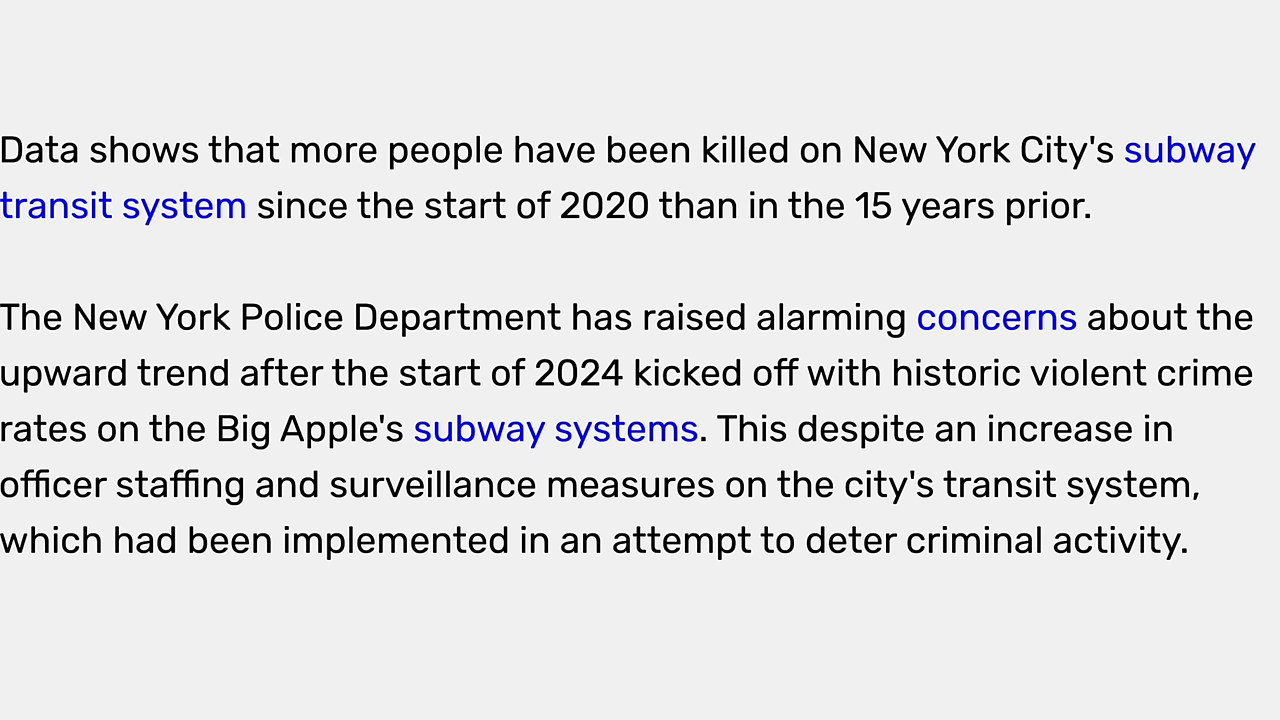 Data shows that more people have been killed on New York City's subway
transit system since the start of 2020 than in the 15 years prior.
The New York Police Department has raised alarming concerns about the
upward trend after the start of 2024 kicked off with historic violent crime
rates on the Big Apple's subway systems. This despite an increase in
officer staffing and surveillance measures on the city's transit system,
which had been implemented in an attempt to deter criminal activity.